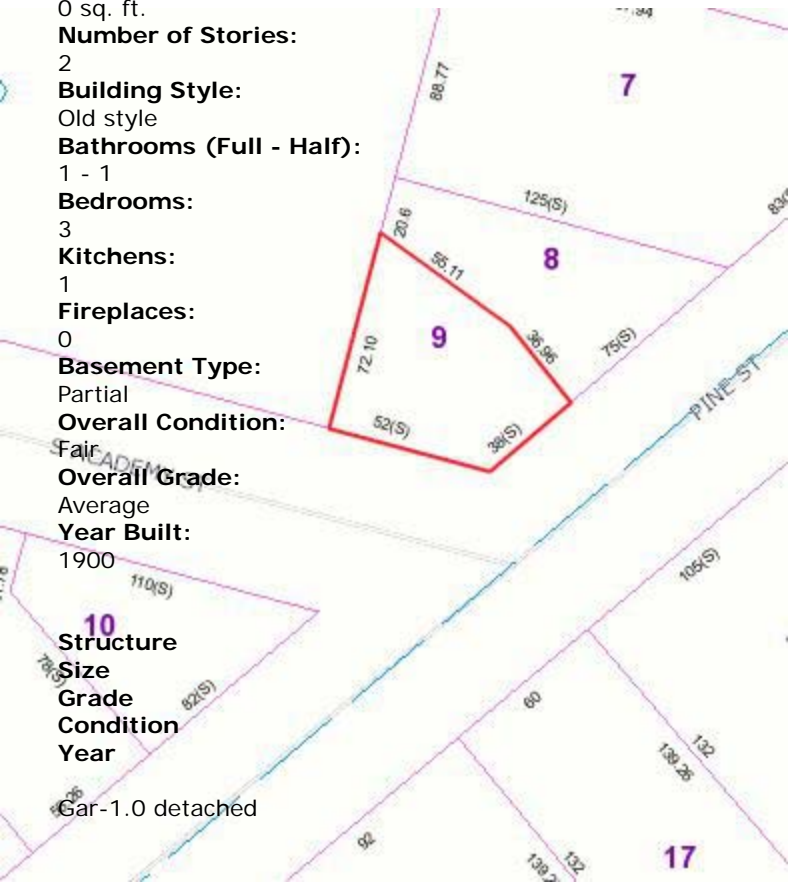 0 sq. ft.
Number of Stories:
2
Building Style:
Old style
Bathrooms (Full - Half):
1 - 1
Bedrooms:
3
Kitchens:
1
Fireplaces:
0
Basement Type:
Partial
Overall Condition:
Fair
Overall Grade:
Average
Year Built:
1900
Structure
Size
Grade
Condition
Year
Gar-1.0 detached
88.77
7
125(S)
20.6
8
55.11
9
36.96
72.10
75(S)
52(S)
38(S)
PINE ST
S ACADEMY ST
110(S)
10
78(S)
82(S)
105(S)
60
132
139.26
92
132
17